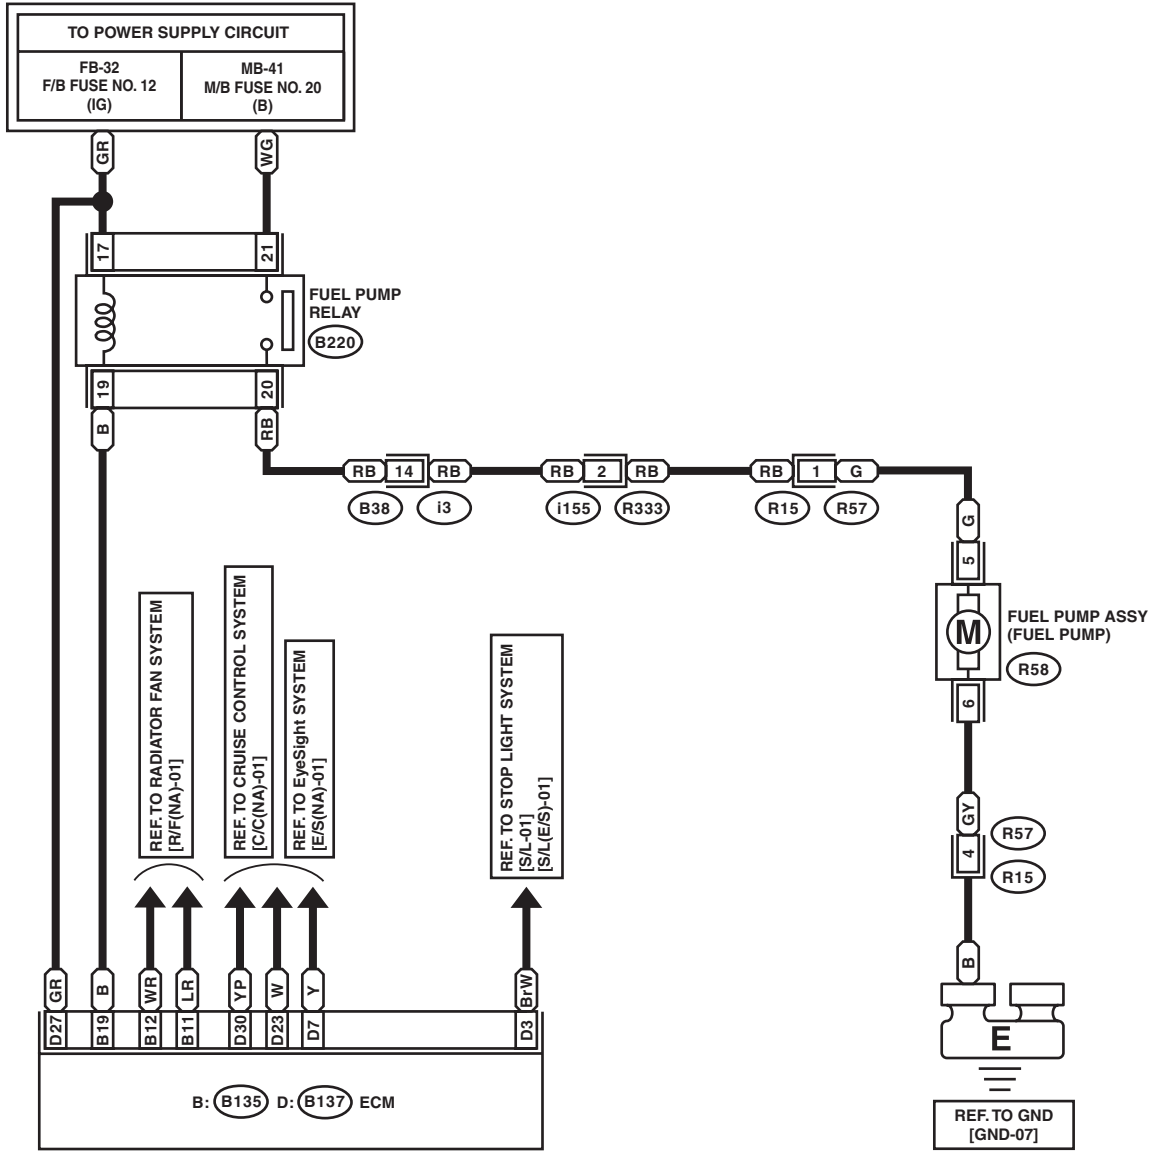 TO POWER SUPPLY CIRCUIT
FB-32
F/B FUSE NO. 12
(IG)
MB-41
M/B FUSE NO. 20
(B)
GR
WG
17
21
FUEL PUMP
RELAY
B220
19
20
B
RB
RB
14
RB
RB
2
RB
RB
1
G
B38
i3
i155
R333
R15
R57
G
5
M
FUEL PUMP ASSY
(FUEL PUMP)
R58
6
GY
R57
4
R15
B
E
REF. TO GND
[GND-07]
REF. TO RADIATOR FAN SYSTEM
[R/F(NA)-01]
REF. TO CRUISE CONTROL SYSTEM
[C/C(NA)-01]
REF. TO EyeSight SYSTEM
[E/S(NA)-01]
REF. TO STOP LIGHT SYSTEM
[S/L-01]
[S/L(E/S)-01]
GR
B
WR
LR
YP
W
Y
BrW
D27
B19
B12
B11
D30
D23
D7
D3
B: B135 D: B137 ECM